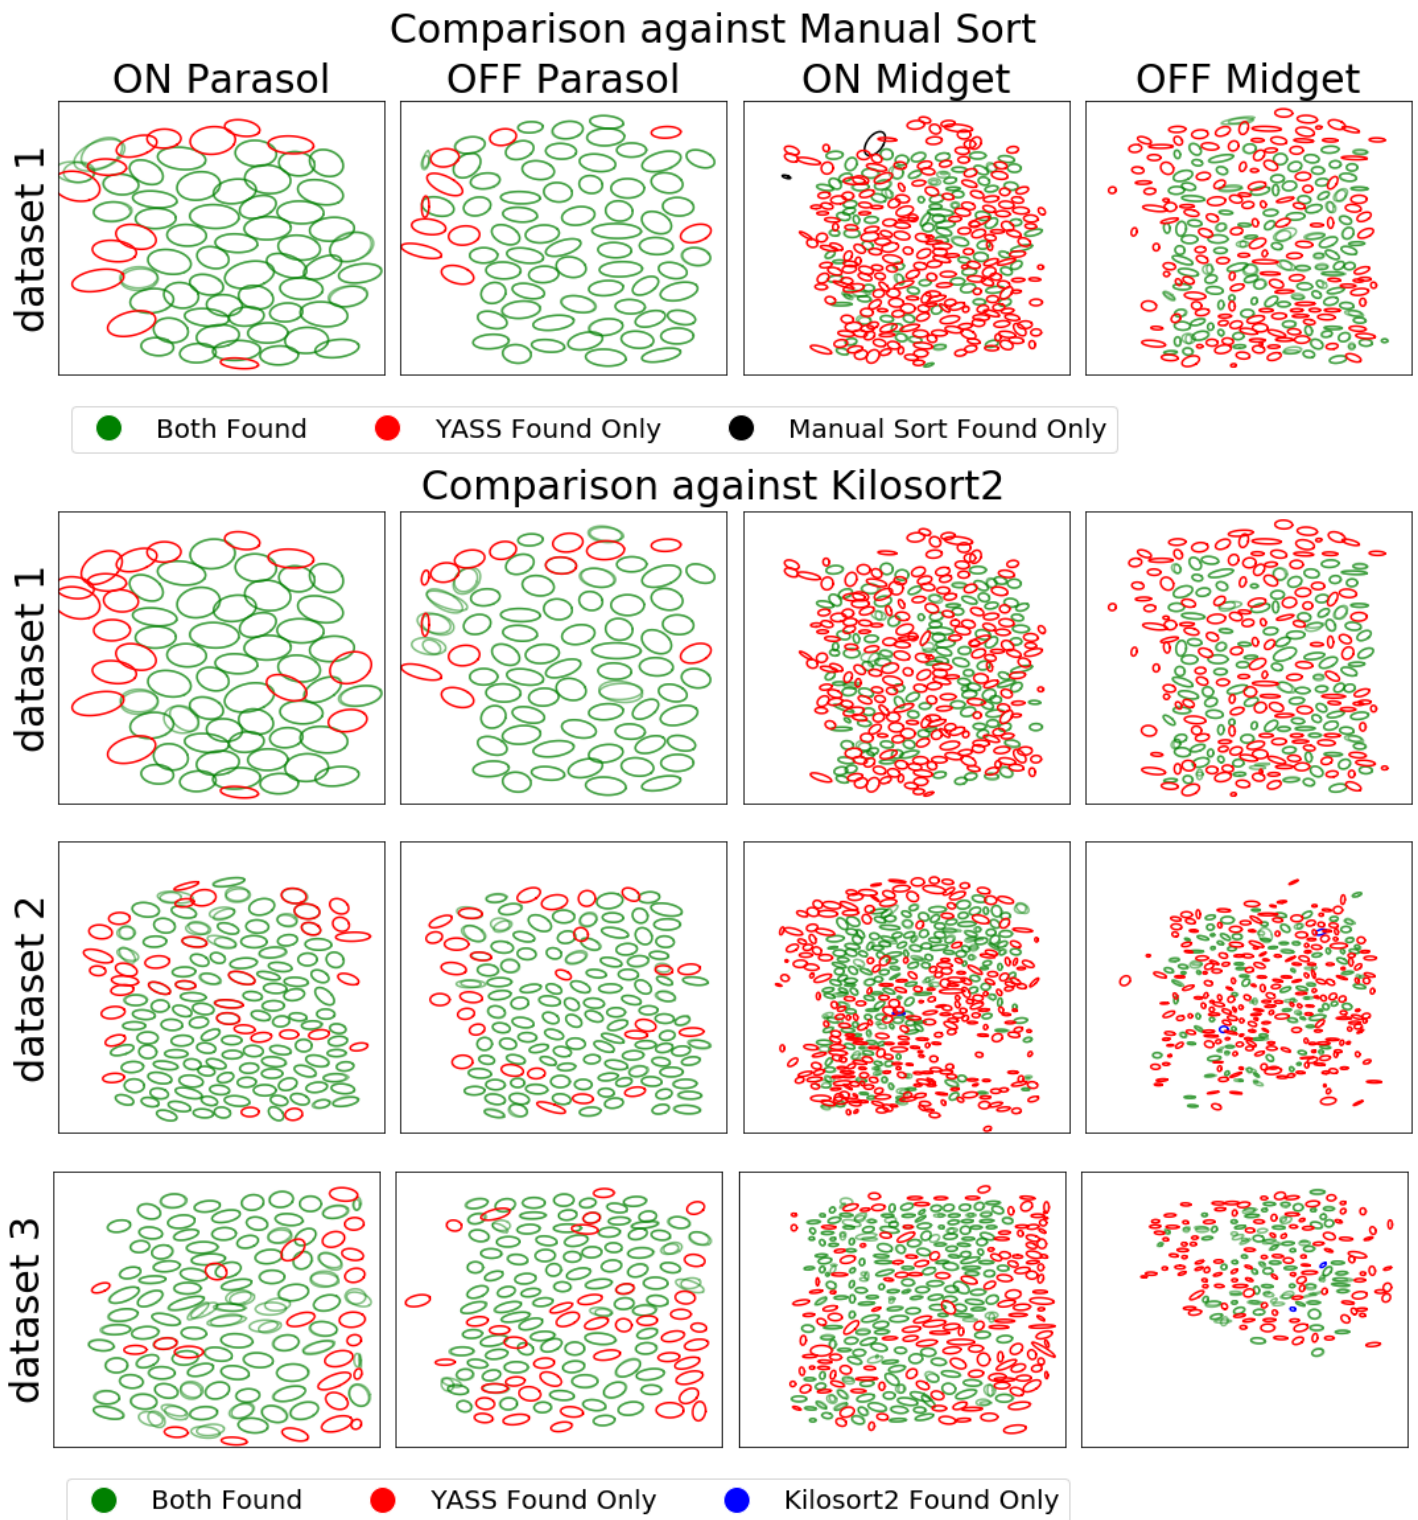 Comparison against Manual Sort
ON Parasol OFF Parasol ON Midget OFF Midget
dataset 1
Both Found YASS Found Only Manual Sort Found Only
Comparison against Kilosort2
dataset 1
dataset 2
dataset 3
Both Found YASS Found Only Kilosort2 Found Only